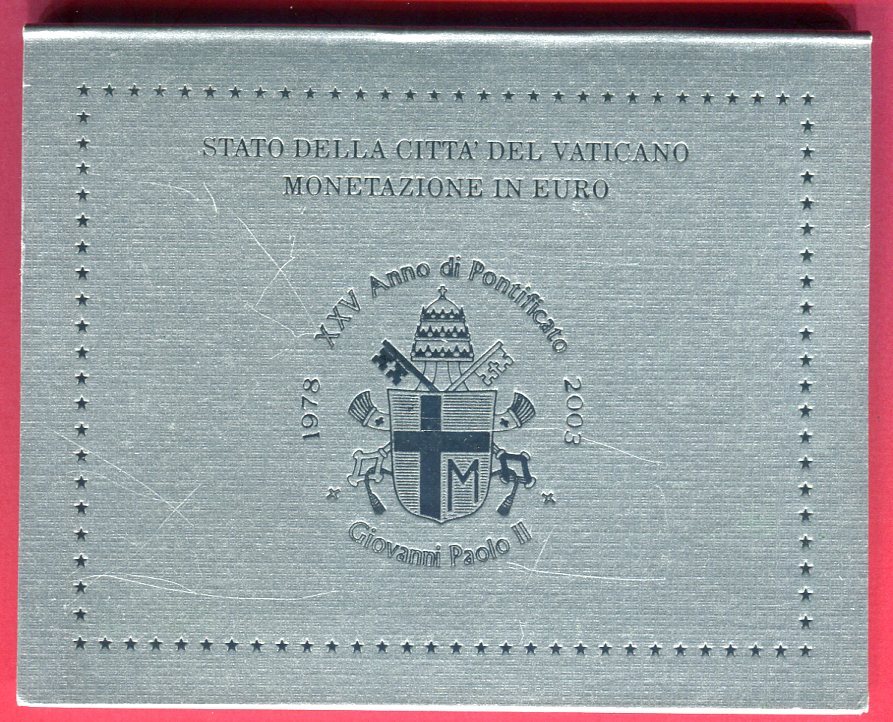 STATO DELLA CITTA' DEL VATICANO
MONETAZIONE IN EURO
XXV Anno di Pontificato
1978
2003
M
Giovanni Paolo II